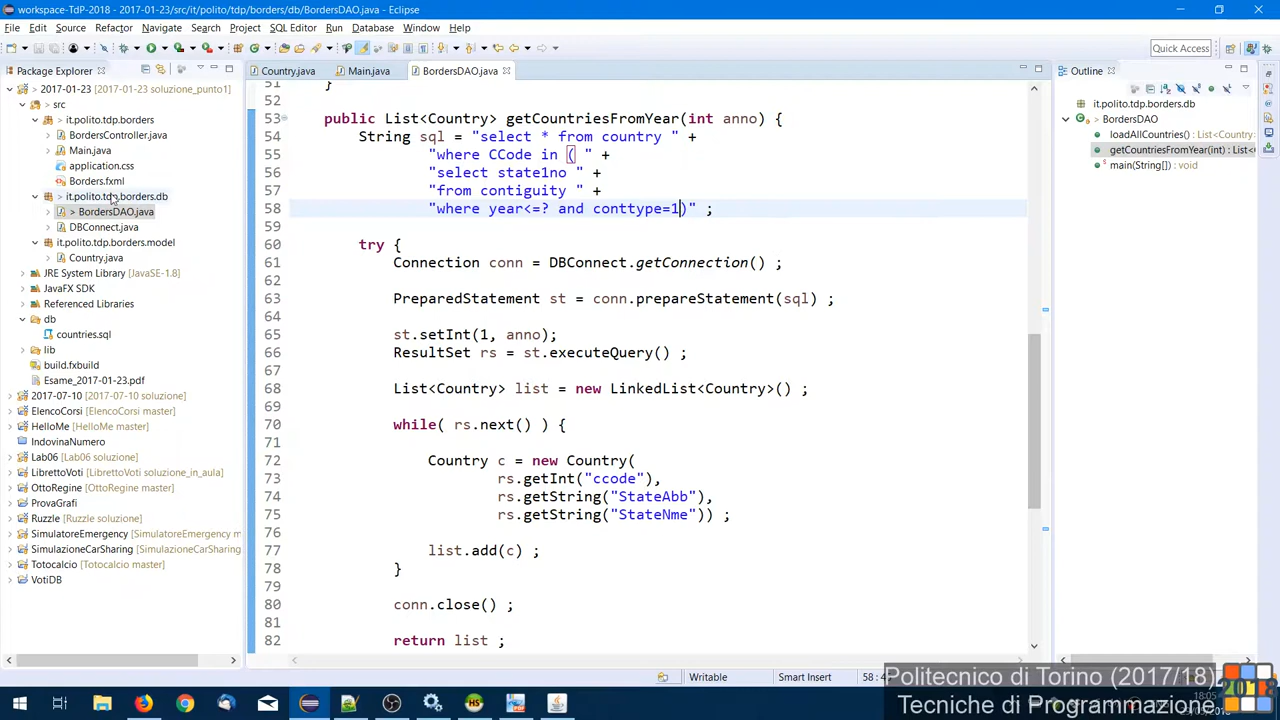 workspace-TdP-2018 - 2017-01-23/src/it/polito/tdp/borders/db/BordersDAO.java - Eclipse
File Edit Source Refactor Navigate Search Project SQL Editor Run Database Window Help
Quick Access
Package Explorer
Country.java
Main.java
BordersDAO.java
Outline
2017-01-23 [2017-01-23 soluzione_punto1]
> src
> it.polito.tdp.borders
BordersController.java
Main.java
application.css
Borders.fxml
> it.polito.tdp.borders.db
> BordersDAO.java
DBConnect.java
it.polito.tdp.borders.model
Country.java
JRE System Library [JavaSE-1.8]
JavaFX SDK
Referenced Libraries
db
countries.sql
lib
build.fxbuild
Esame_2017-01-23.pdf
2017-07-10 [2017-07-10 soluzione]
ElencoCorsi [ElencoCorsi master]
HelloMe [HelloMe master]
IndovinaNumero
Lab06 [Lab06 soluzione]
LibrettoVoti [LibrettoVoti soluzione_in_aula]
OttoRegine [OttoRegine master]
ProvaGrafi
Ruzzle [Ruzzle soluzione]
SimulatoreEmergency [SimulatoreEmergency m
SimulazioneCarSharing [SimulazioneCarSharing
Totocalcio [Totocalcio master]
VotiDB
51 }
52
53 public List<Country> getCountriesFromYear(int anno) {
54 String sql = "select * from country " +
55 "where CCode in ( " +
56 "select state1no " +
57 "from contiguity " +
58 "where year<=? and conttype=1)" ;
59
60 try {
61 Connection conn = DBConnect.getConnection() ;
62
63 PreparedStatement st = conn.prepareStatement(sql) ;
64
65 st.setInt(1, anno);
66 ResultSet rs = st.executeQuery() ;
67
68 List<Country> list = new LinkedList<Country>() ;
69
70 while( rs.next() ) {
71
72 Country c = new Country(
73 rs.getInt("ccode"),
74 rs.getString("StateAbb"),
75 rs.getString("StateNme")) ;
76
77 list.add(c) ;
78 }
79
80 conn.close() ;
81
82 return list ;
it.polito.tdp.borders.db
BordersDAO
loadAllCountries() : List<Country
getCountriesFromYear(int) : List<
main(String[]) : void
Writable
Smart Insert
Politecnico di Torino (2017/18)
Tecniche di Programmazione
2018